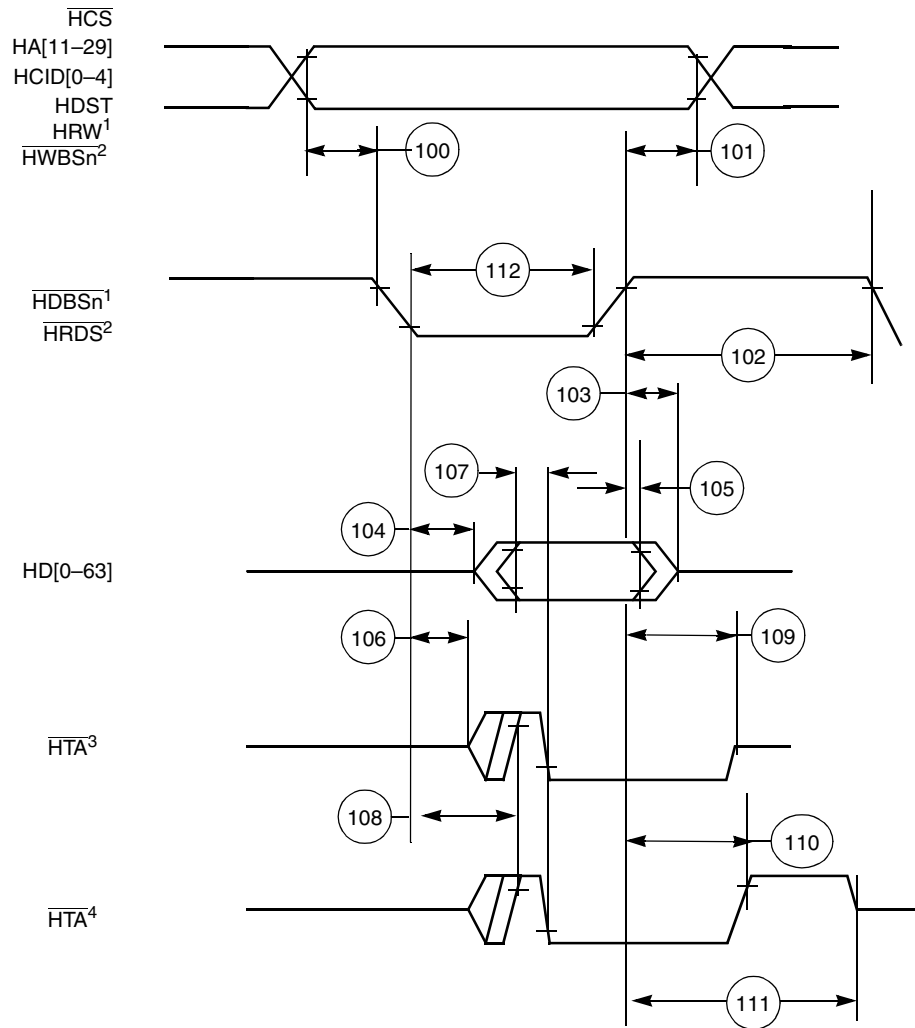 HCS
HA[11–29]
HCID[0–4]
HDST
HRW1
HWBSn2
100
101
112
HDBSn1
HRDS2
102
103
107
105
104
HD[0–63]
106
109
HTA3
108
110
HTA4
111